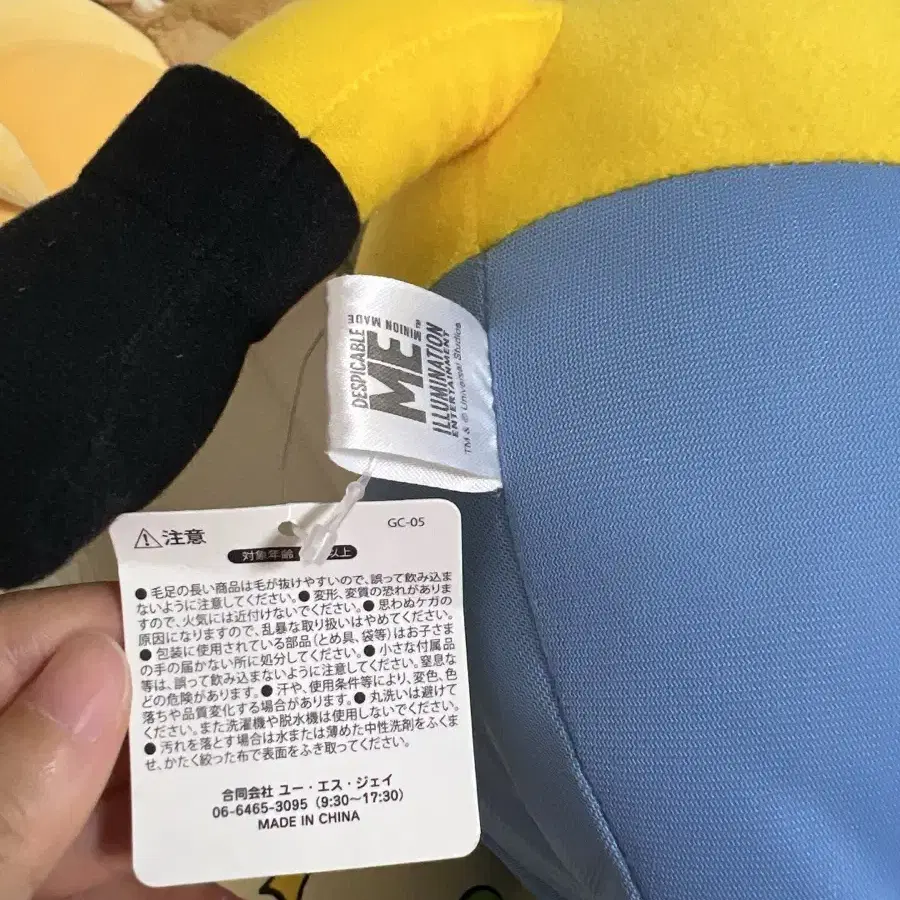 DESPICABLE
ME™
MINION MADE
ILLUMINATION
ENTERTAINMENT
TM & © Universal Studios
⚠注意
GC-05
対象年齢 以上
● 毛足の長い商品は毛が抜けやすいので、誤って飲み込ま
ないように注意してください。● 変形、変質の恐れがありま
すので、火気には近付けないでください。● 思わぬケガの
原因になりますので、乱暴な取り扱いはやめてください。
● 包装に使用されている部品(とめ具、袋等)はお子さま
の手の届かない所に処分してください。● 小さな付属品
等は、誤って飲み込まないように注意してください。窒息な
どの危険があります。● 汗や、使用条件等により、変色、色
落ちや品質変化する場合があります。● 丸洗いは避けて
ください。また洗濯機や脱水機は使用しないでください。
● 汚れを落とす場合は水または薄めた中性洗剤をふくま
せ、かたく絞った布で表面をふき取ってください。
合同会社 ユー・エス・ジェイ
06-6465-3095 (9:30〜17:30)
MADE IN CHINA